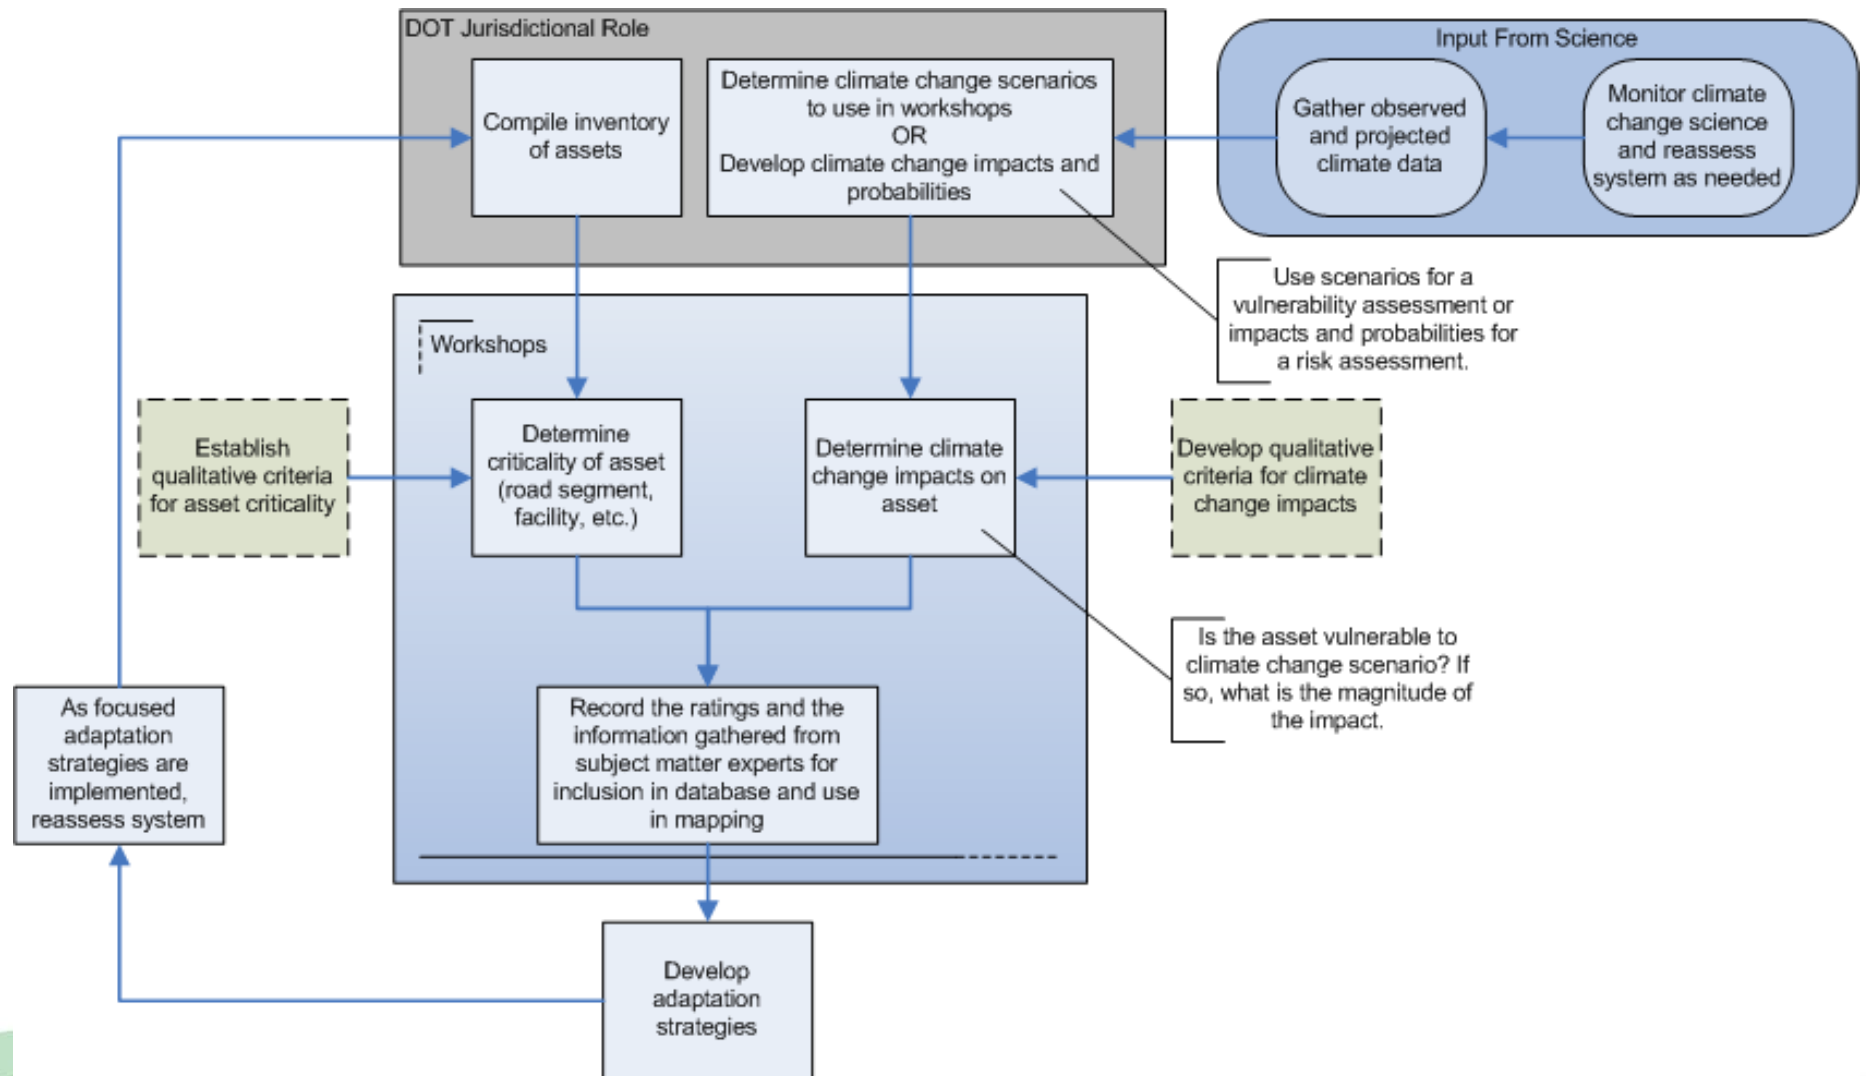 DOT Jurisdictional Role
Compile inventory
of assets
Determine climate change scenarios
to use in workshops
OR
Develop climate change impacts and
probabilities
Input From Science
Gather observed
and projected
climate data
Monitor climate
change science
and reassess
system as needed
Use scenarios for a
vulnerability assessment or
impacts and probabilities for
a risk assessment.
Workshops
Establish
qualitative criteria
for asset criticality
Determine
criticality of asset
(road segment,
facility, etc.)
Determine climate
change impacts on
asset
Develop qualitative
criteria for climate
change impacts
Is the asset vulnerable to
climate change scenario? If
so, what is the magnitude of
the impact.
As focused
adaptation
strategies are
implemented,
reassess system
Record the ratings and the
information gathered from
subject matter experts for
inclusion in database and use
in mapping
Develop
adaptation
strategies